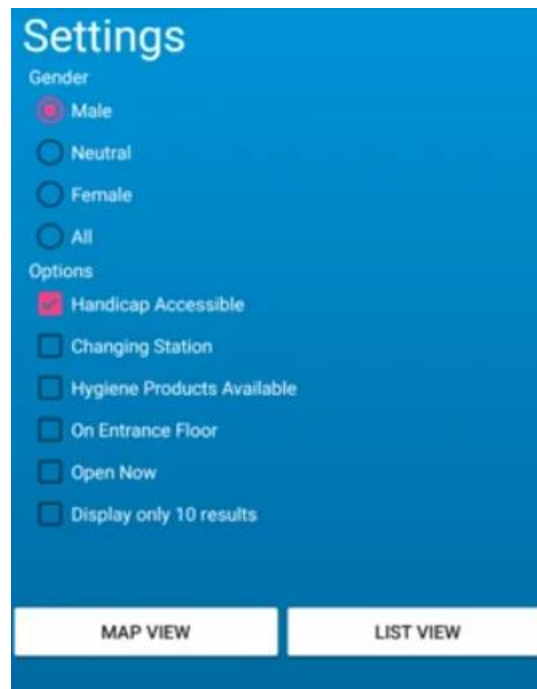 Settings
Gender
Male
Neutral
Female
All
Options
Handicap Accessible
Changing Station
Hygiene Products Available
On Entrance Floor
Open Now
Display only 10 results
MAP VIEW
LIST VIEW